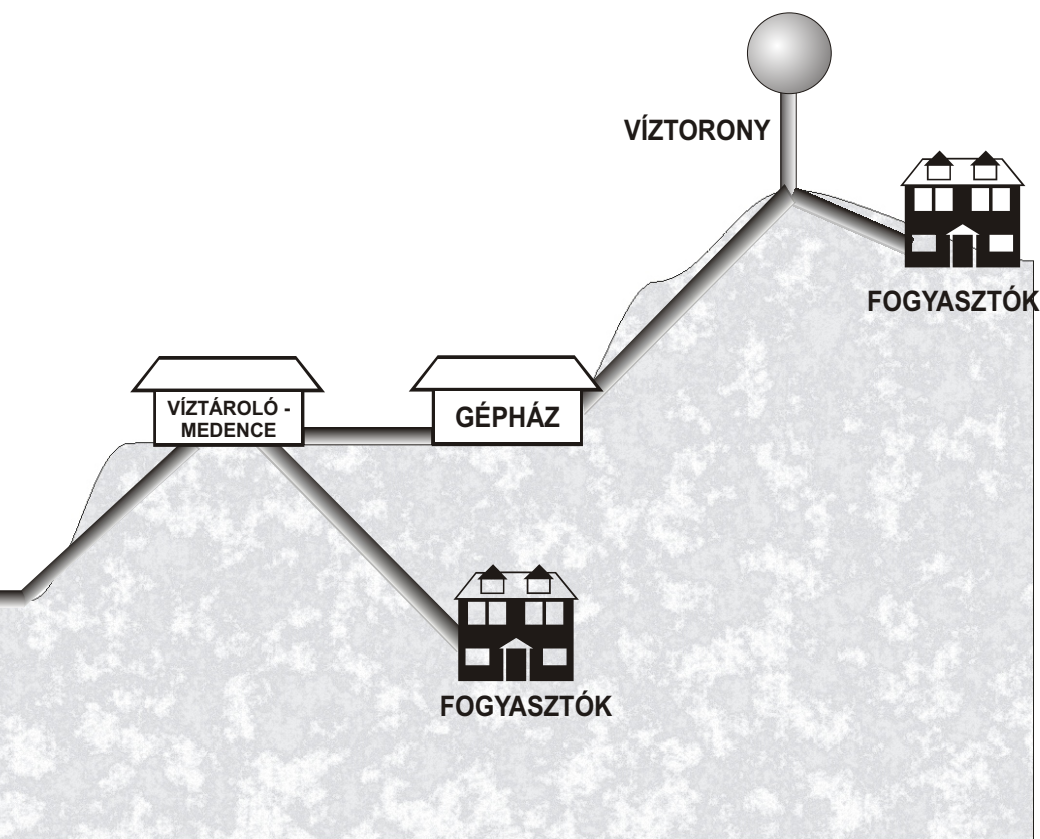 VÍZTORONY
FOGYASZTÓK
VÍZTÁROLÓ -
MEDENCE
GÉPHÁZ
FOGYASZTÓK